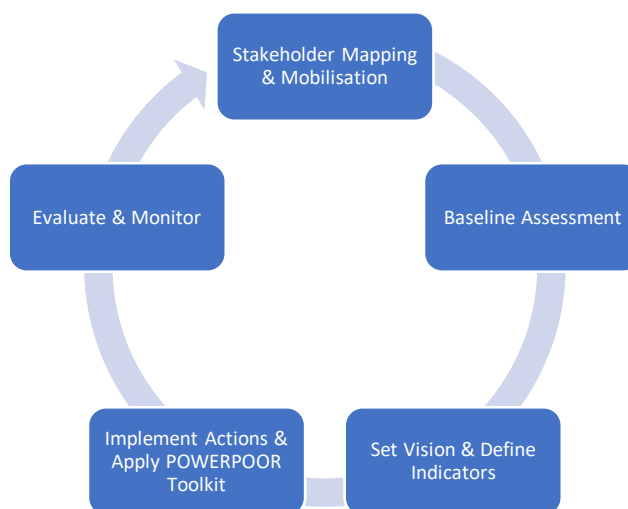 Stakeholder Mapping
& Mobilisation
Baseline Assessment
Set Vision & Define
Indicators
Implement Actions &
Apply POWERPOOR
Toolkit
Evaluate & Monitor